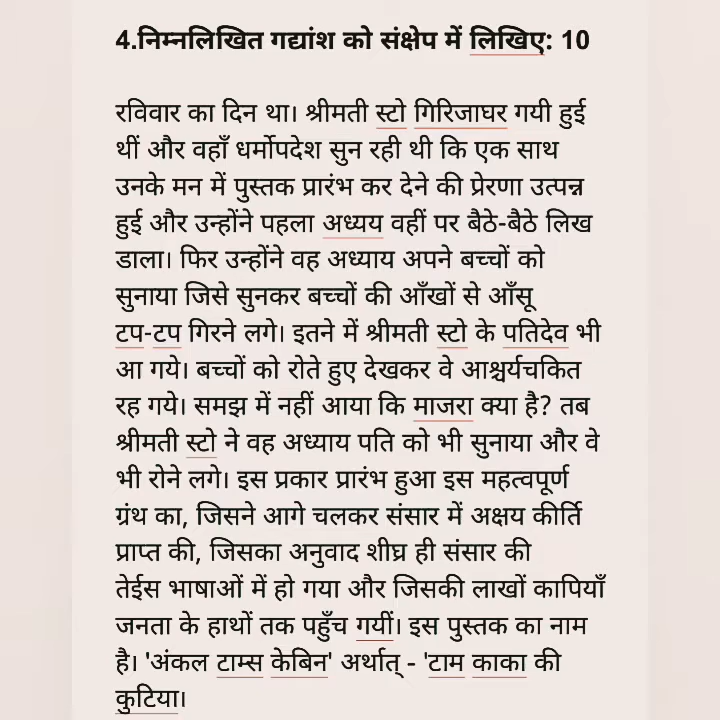 4.निम्नलिखित गद्यांश को संक्षेप में लिखिए: 10
रविवार का दिन था। श्रीमती स्टो गिरिजाघर गयी हुई
थीं और वहाँ धर्मोपदेश सुन रही थी कि एक साथ
उनके मन में पुस्तक प्रारंभ कर देने की प्रेरणा उत्पन्न
हुई और उन्होंने पहला अध्यय वहीं पर बैठे-बैठे लिख
डाला। फिर उन्होंने वह अध्याय अपने बच्चों को
सुनाया जिसे सुनकर बच्चों की आँखों से आँसू
टप-टप गिरने लगे। इतने में श्रीमती स्टो के पतिदेव भी
आ गये। बच्चों को रोते हुए देखकर वे आश्चर्यचकित
रह गये। समझ में नहीं आया कि माजरा क्या है? तब
श्रीमती स्टो ने वह अध्याय पति को भी सुनाया और वे
भी रोने लगे। इस प्रकार प्रारंभ हुआ इस महत्वपूर्ण
ग्रंथ का, जिसने आगे चलकर संसार में अक्षय कीर्ति
प्राप्त की, जिसका अनुवाद शीघ्र ही संसार की
तेईस भाषाओं में हो गया और जिसकी लाखों कापियाँ
जनता के हाथों तक पहुँच गयीं। इस पुस्तक का नाम
है। 'अंकल टाम्स केबिन' अर्थात् - 'टाम काका की
कुटिया।